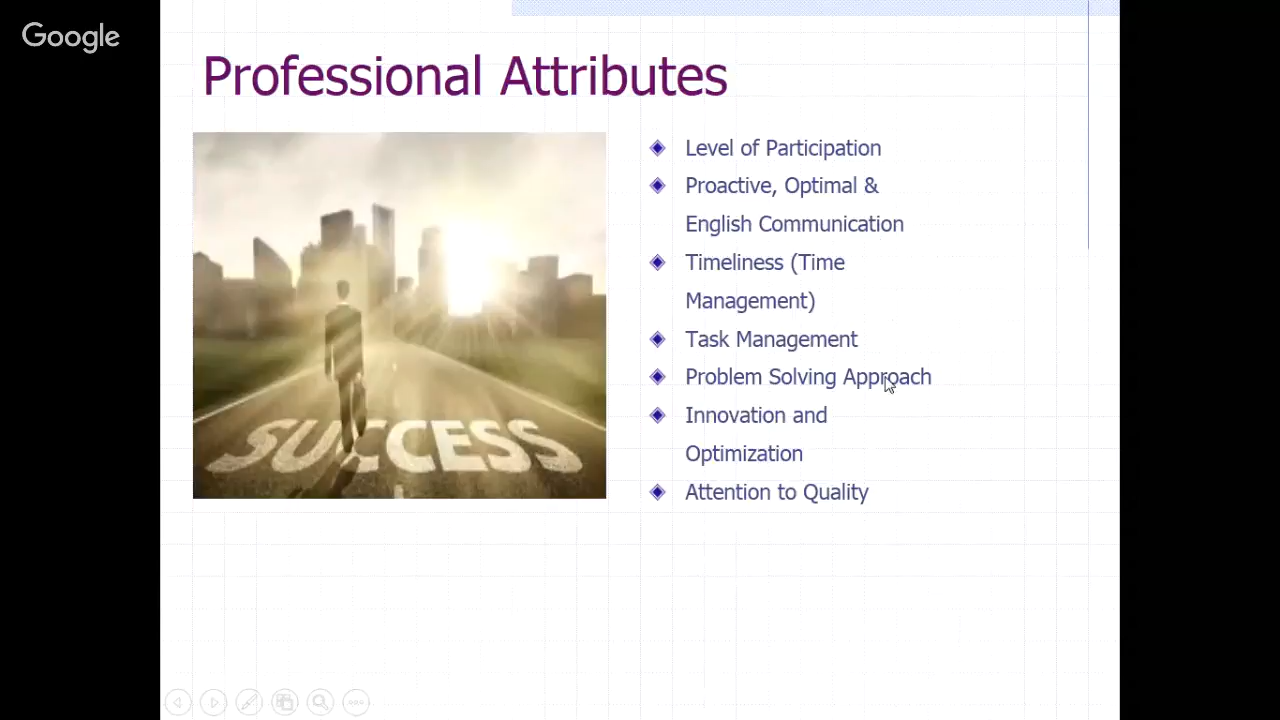 Google
Professional Attributes
Level of Participation
Proactive, Optimal &
English Communication
Timeliness (Time
Management)
Task Management
Problem Solving Approach
Innovation and
Optimization
Attention to Quality
SUCCESS